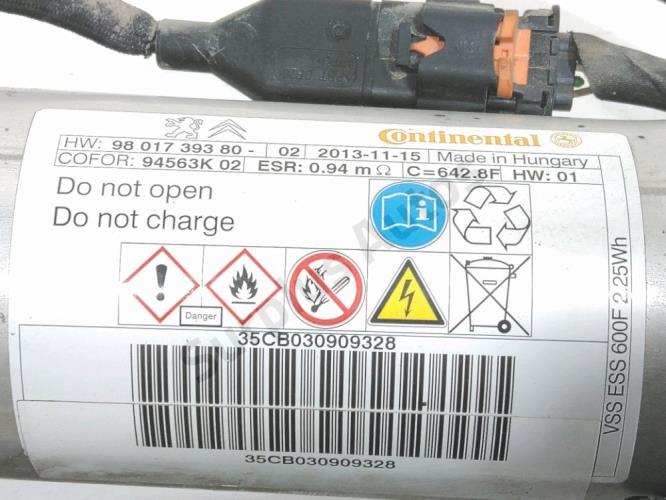 Continental
HW: 98 017 393 80 - 02 2013-11-15 Made in Hungary
COFOR: 94563K 02 ESR: 0.94 mΩ C=642.8F HW: 01
Do not open
Do not charge
Danger
35CB030909328
35CB030909328
VSS ESS 600F 2.25Wh